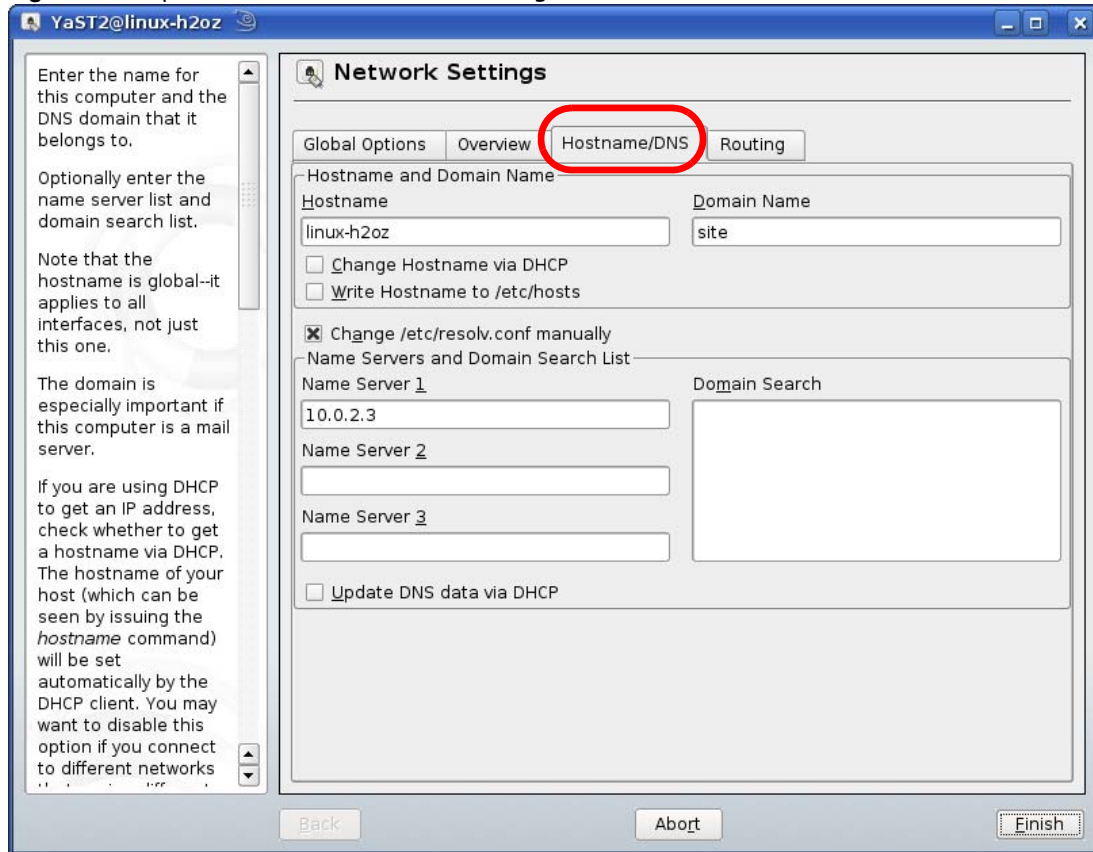 YaST2@linux-h2oz
Enter the name for
this computer and the
DNS domain that it
belongs to.
Optionally enter the
name server list and
domain search list.
Note that the
hostname is global--it
applies to all
interfaces, not just
this one.
The domain is
especially important if
this computer is a mail
server.
If you are using DHCP
to get an IP address,
check whether to get
a hostname via DHCP.
The hostname of your
host (which can be
seen by issuing the
hostname command)
will be set
automatically by the
DHCP client. You may
want to disable this
option if you connect
to different networks
Network Settings
Global Options Overview Hostname/DNS Routing
Hostname and Domain Name
Hostname Domain Name
linux-h2oz site
Change Hostname via DHCP
Write Hostname to /etc/hosts
Change /etc/resolv.conf manually
Name Servers and Domain Search List
Name Server 1 Domain Search
10.0.2.3
Name Server 2
Name Server 3
Update DNS data via DHCP
Back Abort Finish